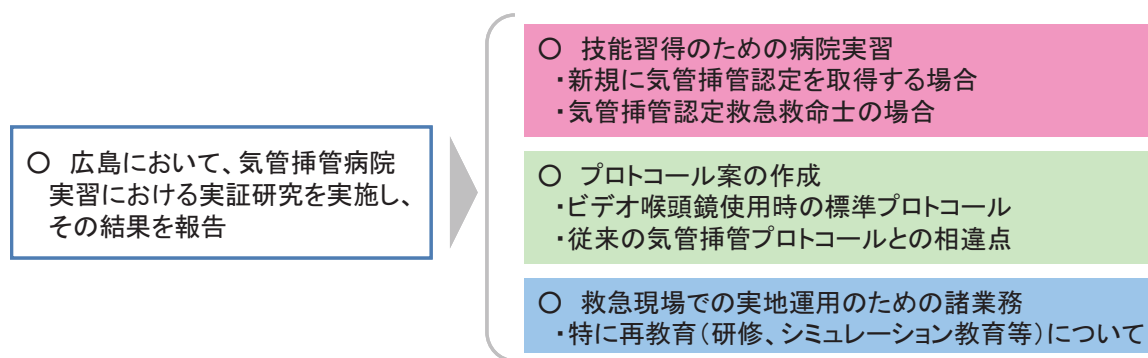 〇 広島において、気管挿管病院
実習における実証研究を実施し、
その結果を報告
〇 技能習得のための病院実習
・新規に気管挿管認定を取得する場合
・気管挿管認定救急救命士の場合
〇 プロトコール案の作成
・ビデオ喉頭鏡使用時の標準プロトコール
・従来の気管挿管プロトコールとの相違点
〇 救急現場での実地運用のための諸業務
・特に再教育(研修、シミュレーション教育等)について